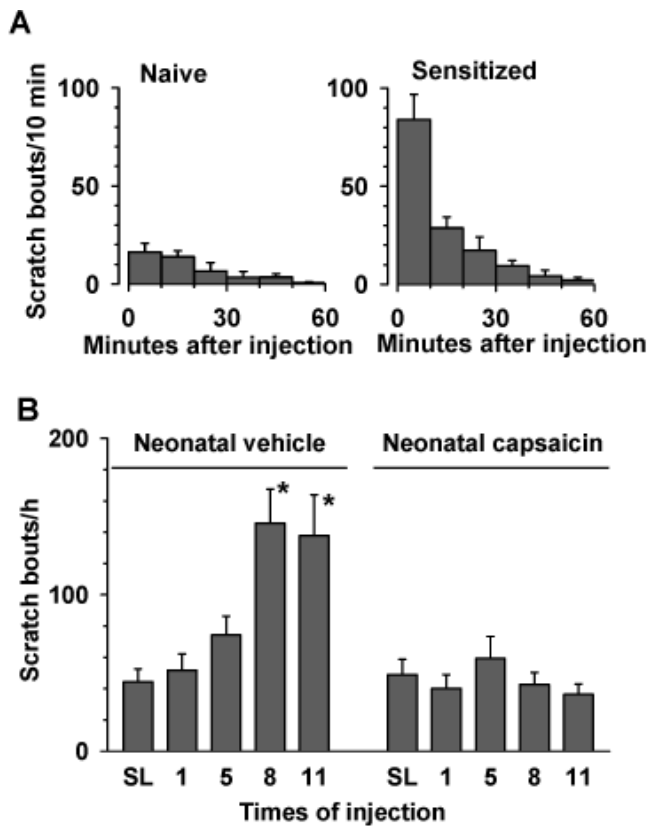 A
Naive
Sensitized
Scratch bouts/10 min
100
50
0
100
50
0
0 30 60
0 30 60
Minutes after injection
Minutes after injection
B
Neonatal vehicle
Neonatal capsaicin
Scratch bouts/h
200
100
0
*
*
SL 1 5 8 11
SL 1 5 8 11
Times of injection